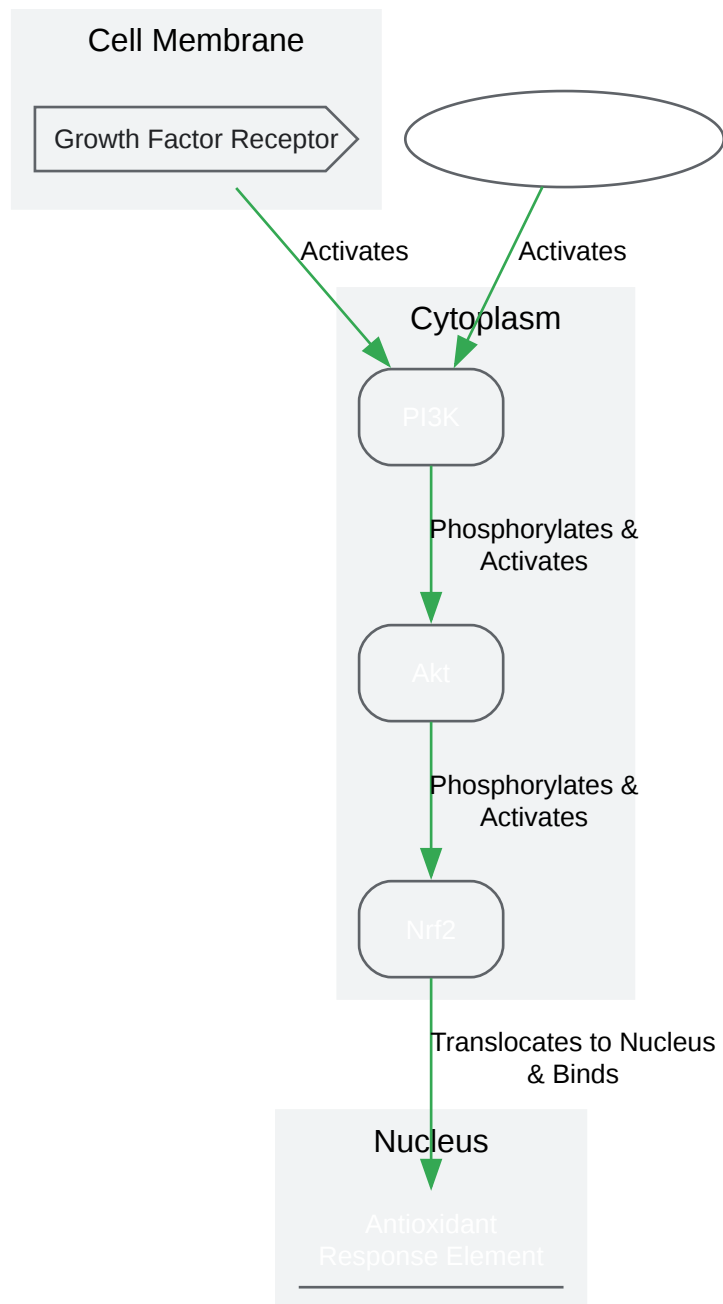 Cell Membrane
Growth Factor Receptor
Activates
Activates
Cytoplasm
PI3K
Phosphorylates &
Activates
Akt
Phosphorylates &
Activates
Nrf2
Translocates to Nucleus
& Binds
Nucleus
Antioxidant
Response Element